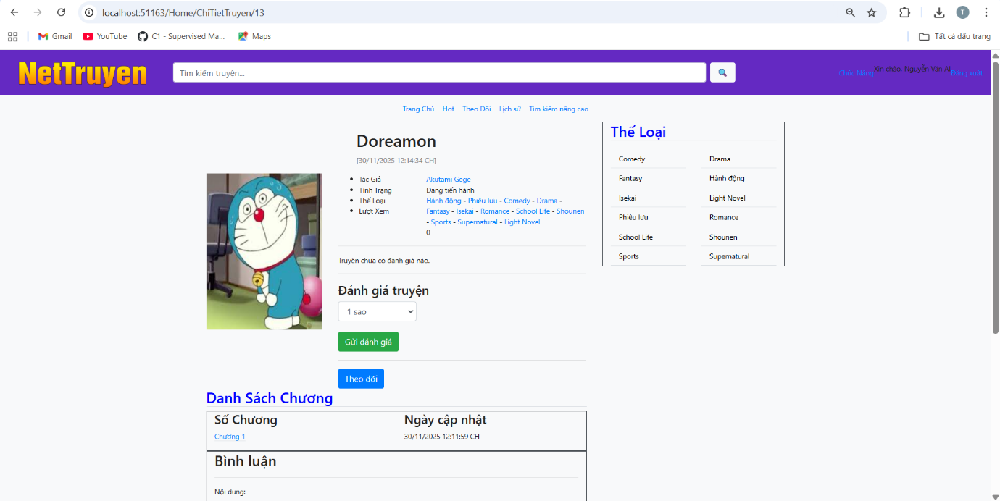 localhost:51163/Home/ChiTietTruyen/13
T
Gmail YouTube C1 - Supervised Ma... Maps Tất cả dấu trang
NetTruyen
Tìm kiếm truyện...
Chức Năng Xin chào, Nguyễn Văn A! Đăng xuất
Trang Chủ Hot Theo Dõi Lịch sử Tìm kiếm nâng cao
Doreamon
[30/11/2025 12:14:34 CH]
Tác Giả Akutami Gege
Tình Trạng Đang tiến hành
Thể Loại Hành động - Phiêu lưu - Comedy - Drama -
Lượt Xem Fantasy - Isekai - Romance - School Life - Shounen
- Sports - Supernatural - Light Novel
0
Truyện chưa có đánh giá nào.
Đánh giá truyện
1 sao
Gửi đánh giá
Theo dõi
Thể Loại
Comedy Drama
Fantasy Hành động
Isekai Light Novel
Phiêu lưu Romance
School Life Shounen
Sports Supernatural
Danh Sách Chương
Số Chương Ngày cập nhật
Chương 1 30/11/2025 12:11:59 CH
Bình luận
Nội dung: